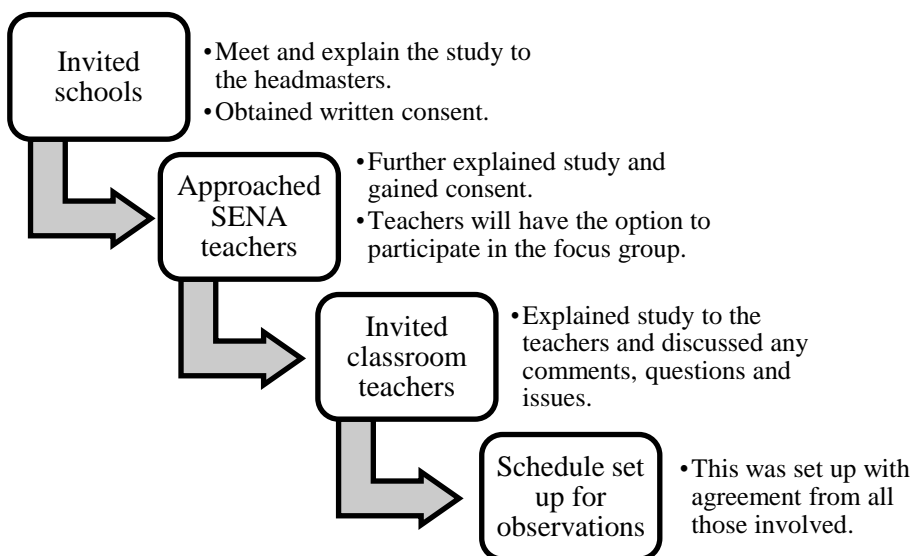 Invited
schools
•Meet and explain the study to
the headmasters.
•Obtained written consent.
Approached
SENA
teachers
•Further explained study and
gained consent.
•Teachers will have the option to
participate in the focus group.
Invited
classroom
teachers
•Explained study to the
teachers and discussed any
comments, questions and
issues.
Schedule set
up for
observations
•This was set up with
agreement from all
those involved.